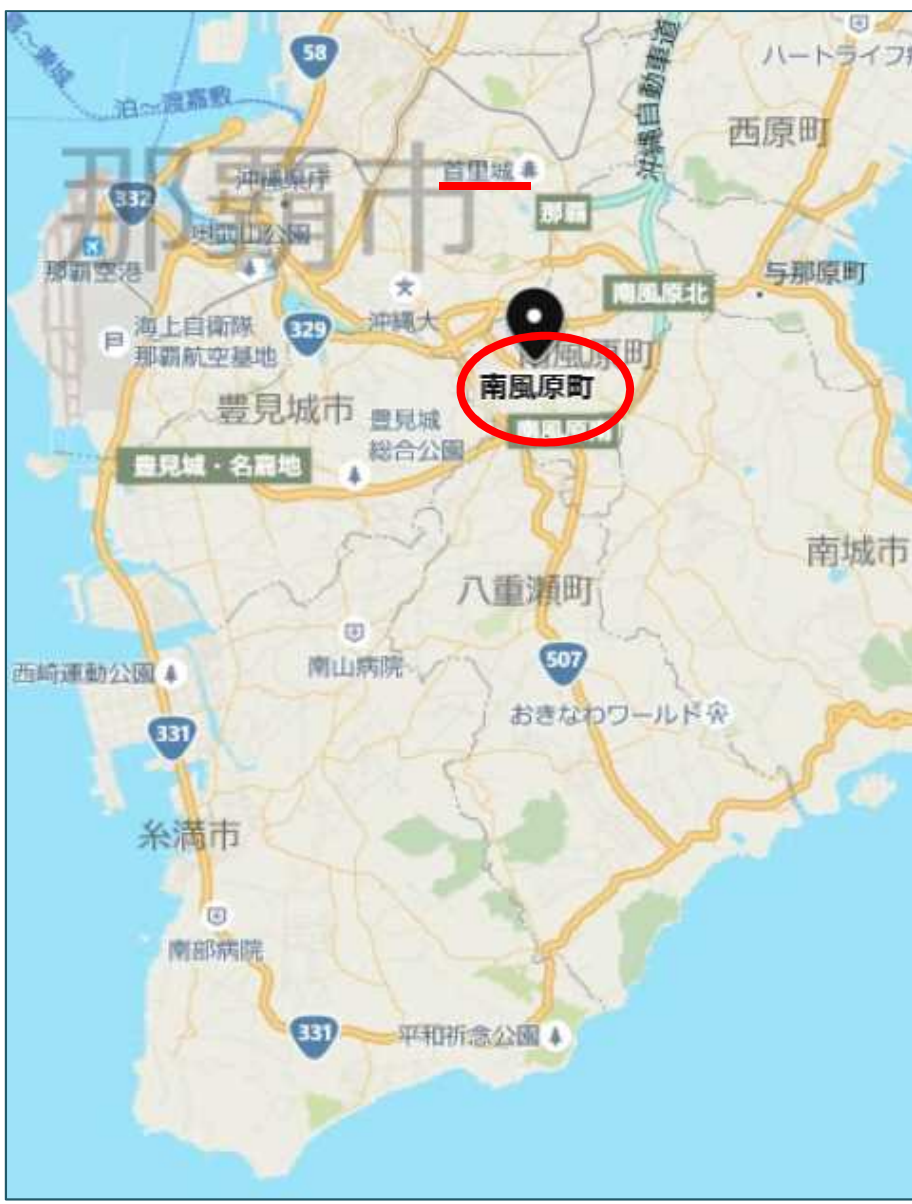 58
ハートライフ
泊〜渡嘉敷
沖縄自動車道
西原町
那覇市
首里城
沖縄県庁
332
那覇
奥武山公園
那覇空港
与那原町
南風原北
沖縄大
329
海上自衛隊
那覇航空基地
南風原町
南風原町
豊見城市
豊見城
総合公園
南風原南
豊見城・名嘉地
南城市
八重瀬町
南山病院
507
西崎運動公園
おきなわワールド
331
糸満市
南部病院
331
平和祈念公園